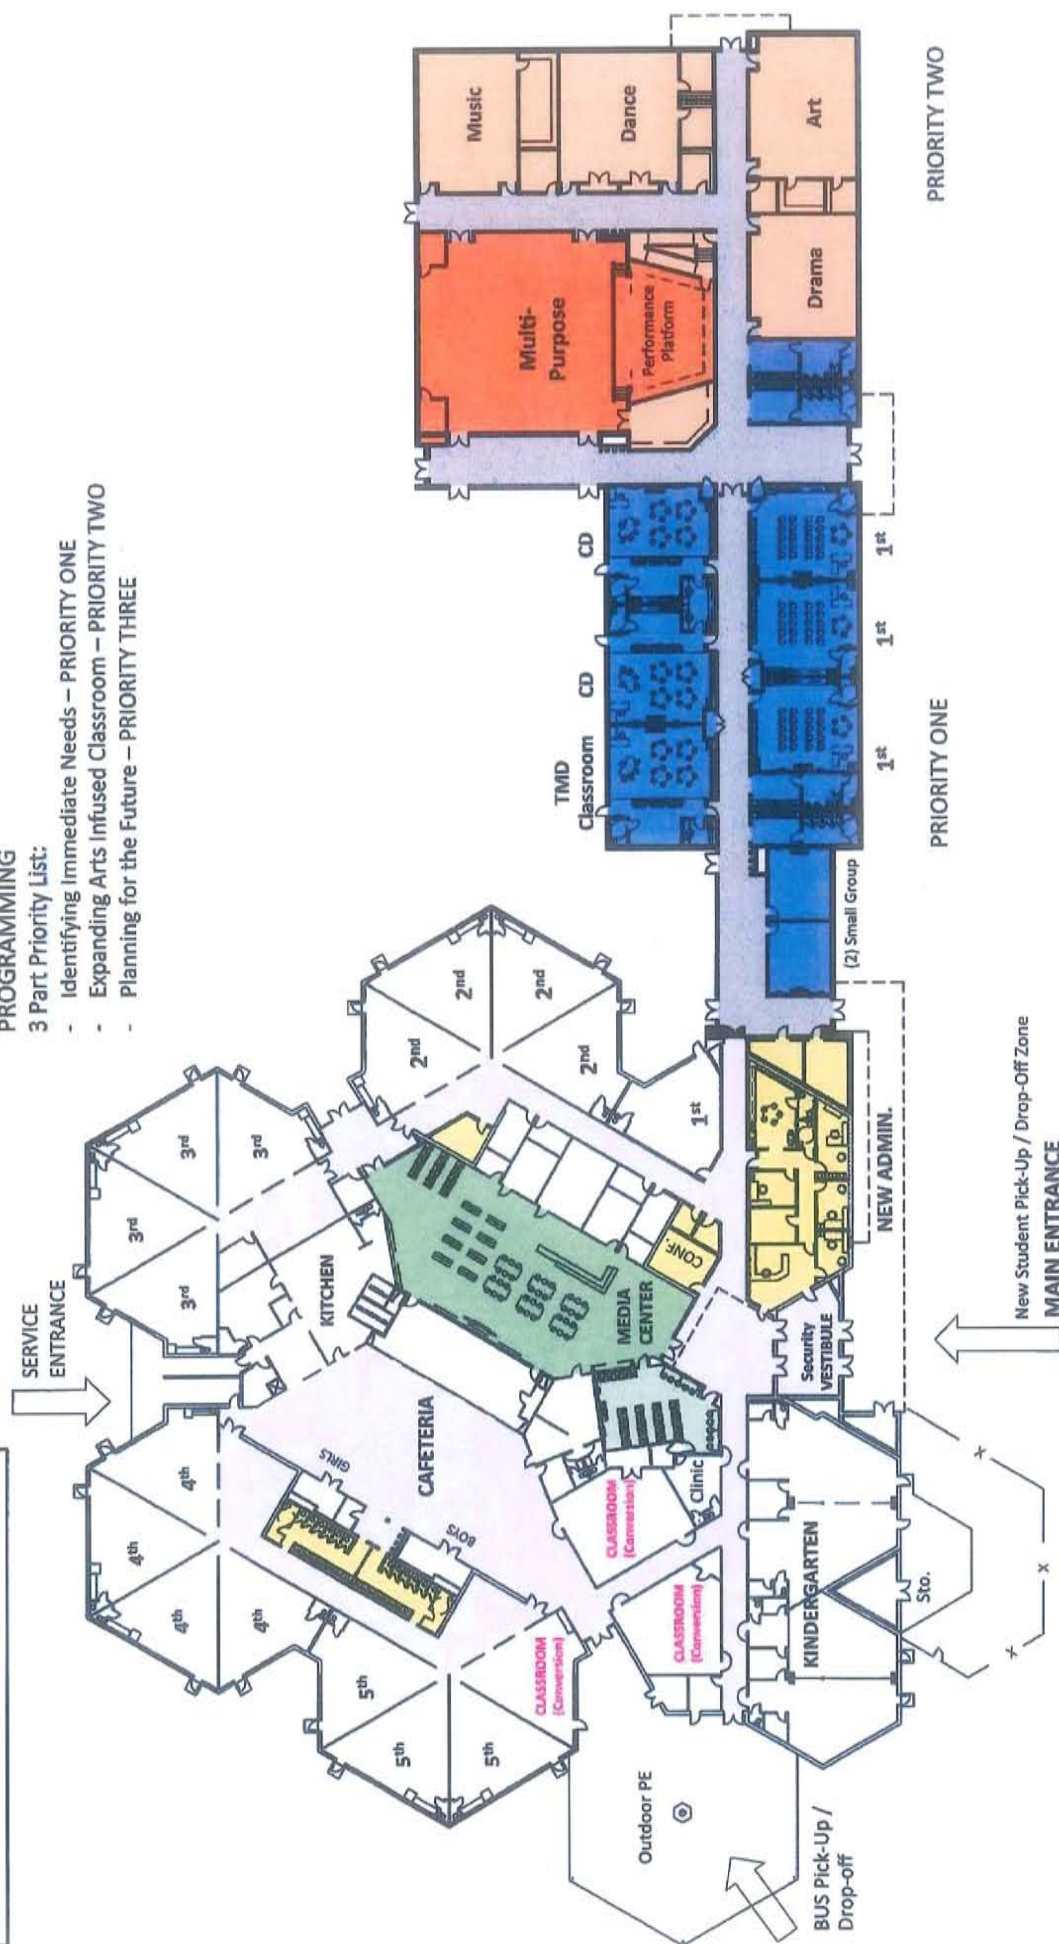 PROGRAMMING
3 Part Priority List:
- Identifying Immediate Needs – PRIORITY ONE
- Expanding Arts Infused Classroom – PRIORITY TWO
- Planning for the Future – PRIORITY THREE
SERVICE
ENTRANCE
4th
4th
4th
4th
3rd
3rd
3rd
3rd
5th
5th
5th
CLASSROOM
(Conversion)
GIRLS
BOYS
CAFETERIA
KITCHEN
2nd
2nd
2nd
2nd
1st
MEDIA
CENTER
CONF.
CLASSROOM
(Conversion)
Clinic
CLASSROOM
(Conversion)
Outdoor PE
BUS Pick-Up /
Drop-off
KINDERGARTEN
Sto.
Security
VESTIBULE
NEW ADMIN.
New Student Pick-Up / Drop-Off Zone
MAIN ENTRANCE
(2) Small Group
TMD
Classroom
CD
CD
1st
1st
1st
PRIORITY ONE
Multi-
Purpose
Performance
Platform
Music
Dance
Drama
Art
PRIORITY TWO